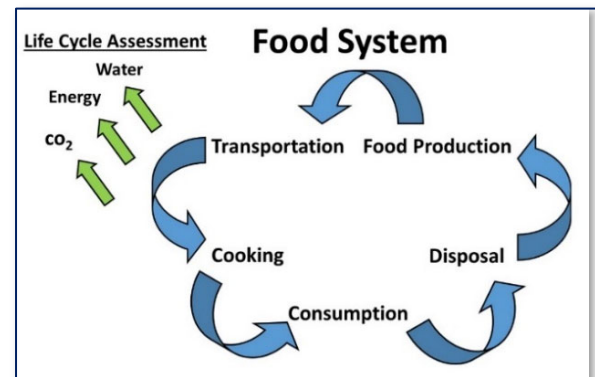 Life Cycle Assessment
Food System
Water
Energy
CO₂
Transportation
Food Production
Cooking
Disposal
Consumption